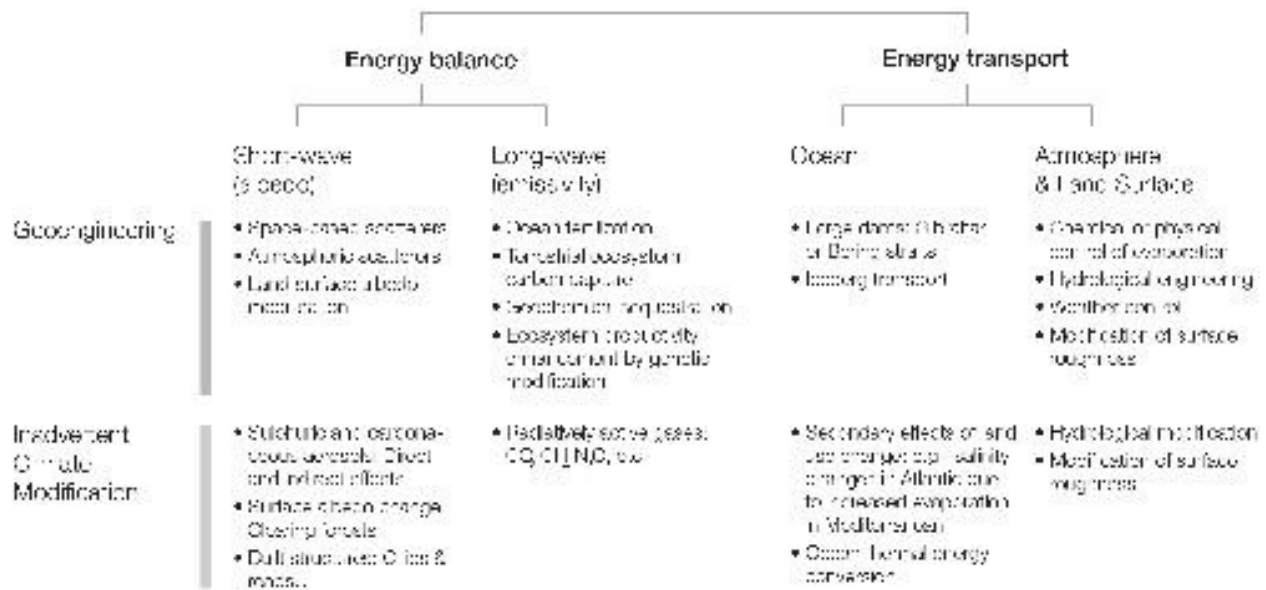 Energy balance
Energy transport
Short-wave
(albedo)
Long-wave
(emissivity)
Ocean
Atmosphere
& Land Surface
Geoengineering
• Space-based scatterers
• Atmospheric scatterers
• Land surface albedo
modification
• Ocean fertilization
• Terrestrial ecosystem
carbon capture
• Geochemical sequestration
• Ecosystem productivity
enhancement by genetic
modification
• Large dams: Gibraltar
or Bering straits
• Iceberg transport
• Chemical or physical
control of evaporation
• Hydrological engineering
• Weather control
• Modification of surface
roughness
Inadvertent
Climate
Modification
• Sulphuric and carbona-
ceous aerosols: Direct
and indirect effects
• Surface albedo change:
Clearing forests
• Built structures: Cities &
roads...
• Radiatively active gases:
CO₂ CH₄ N₂O, etc
• Secondary effects of land
use change: e.g. salinity
changes in Atlantic due
to increased evaporation
in Mediterranean
• Ocean thermal energy
conversion
• Hydrological modification
• Modification of surface
roughness